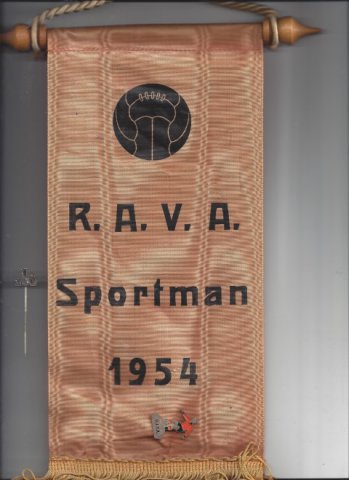 R. A. V. A.
Sportman
1954